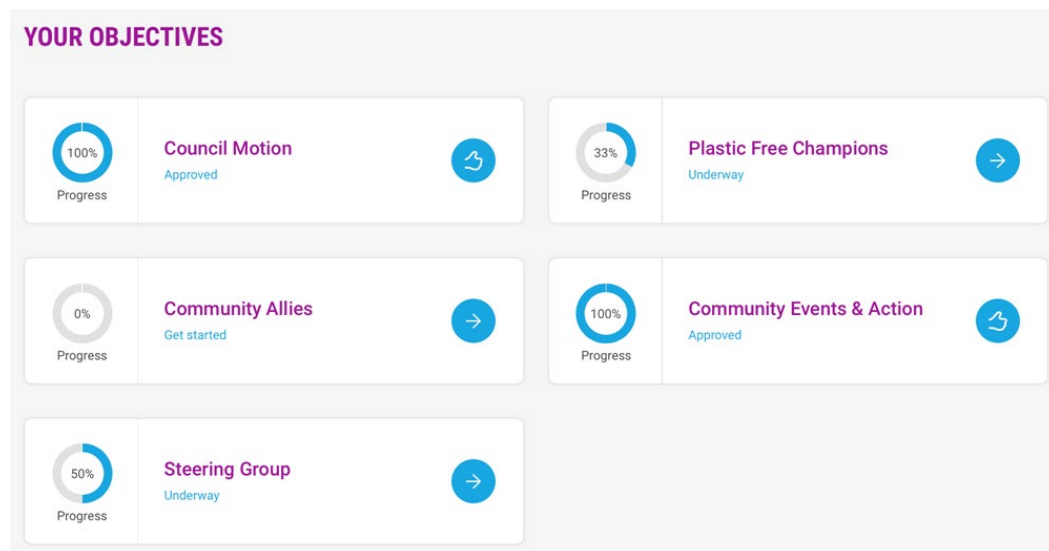 YOUR OBJECTIVES
100%
Progress
Council Motion
Approved
33%
Progress
Plastic Free Champions
Underway
0%
Progress
Community Allies
Get started
100%
Progress
Community Events & Action
Approved
50%
Progress
Steering Group
Underway